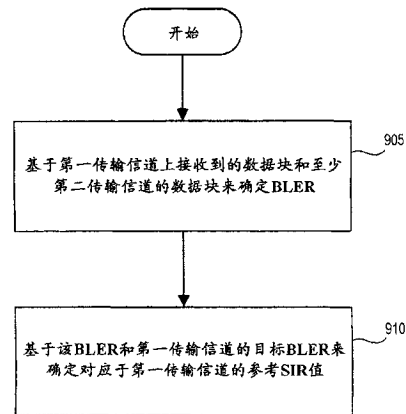 开始
905
基于第一传输信道上接收到的数据块和至少
第二传输信道的数据块来确定BLER
910
基于该BLER和第一传输信道的目标BLER来
确定对应于第一传输信道的参考SIR值